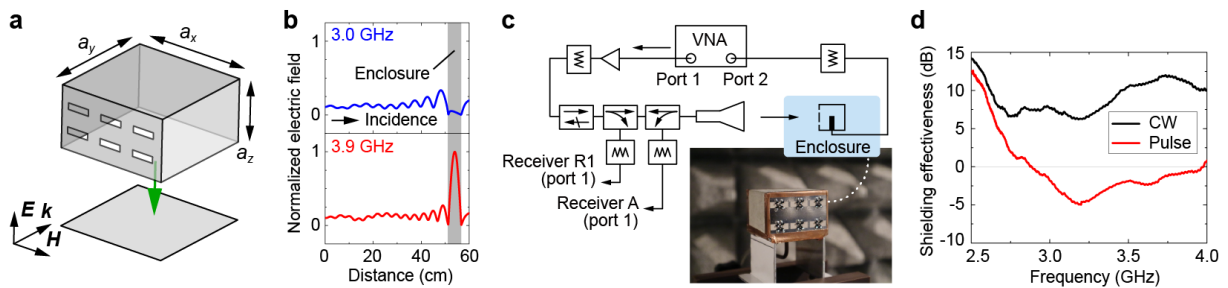 a
a_x
a_y
a_z
E k
H
b
3.0 GHz
Enclosure
Incidence
3.9 GHz
1
0
1
0
Normalized electric field
0 20 40 60
Distance (cm)
c
VNA
Port 1 Port 2
Enclosure
Receiver R1
(port 1)
Receiver A
(port 1)
d
Shielding effectiveness (dB)
15
10
5
0
-5
-10
CW
Pulse
2.5 3.0 3.5 4.0
Frequency (GHz)